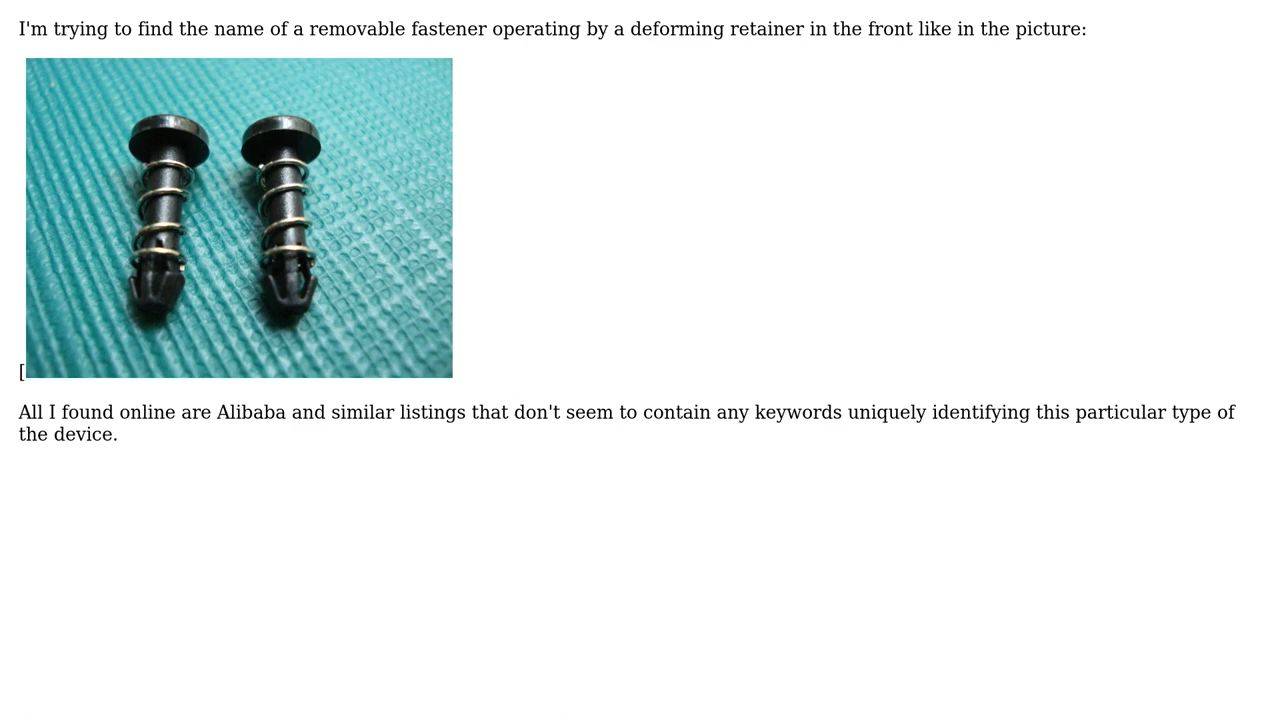 I'm trying to find the name of a removable fastener operating by a deforming retainer in the front like in the picture:
[
All I found online are Alibaba and similar listings that don't seem to contain any keywords uniquely identifying this particular type of
the device.